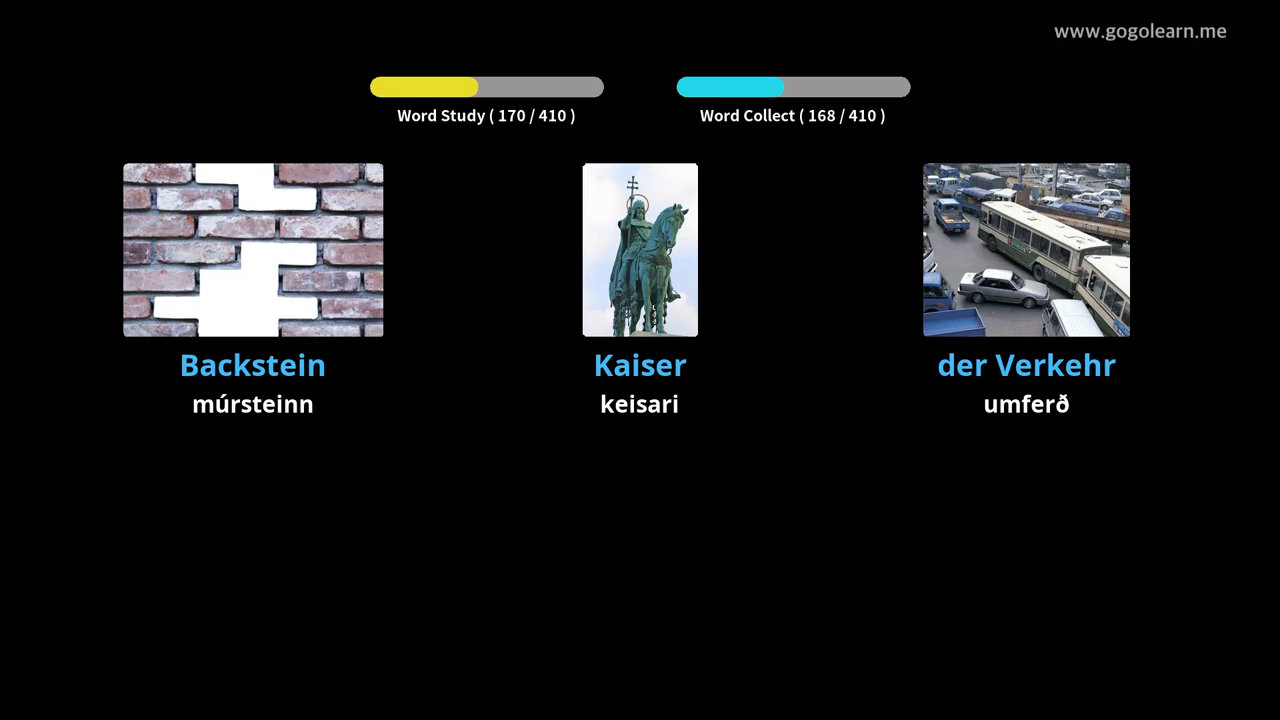 www.gogolearn.me
Word Study ( 170 / 410 )
Word Collect ( 168 / 410 )
Backstein
múrsteinn
Kaiser
keisari
der Verkehr
umferð